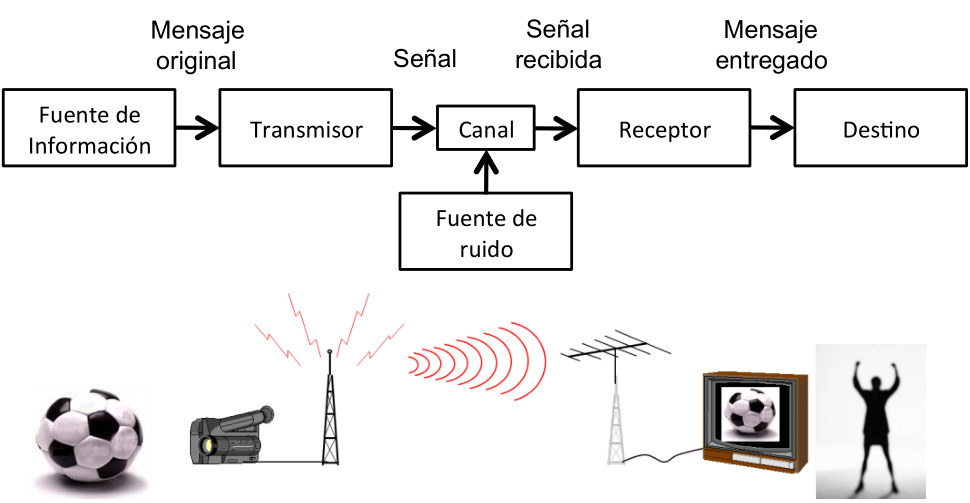 Mensaje
original
Señal
Señal
recibida
Mensaje
entregado
Fuente de
Información
Transmisor
Canal
Receptor
Destino
Fuente de
ruido